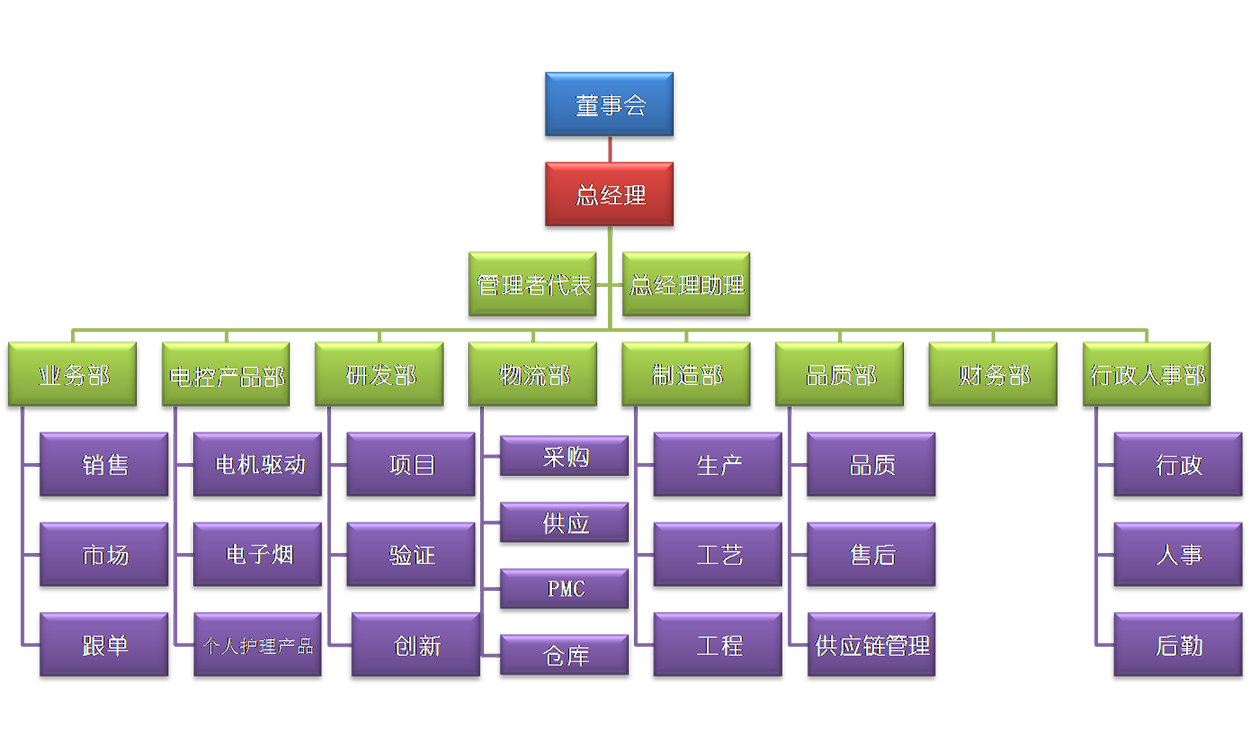 董事会
总经理
管理者代表
总经理助理
业务部
电控产品部
研发部
物流部
制造部
品质部
财务部
行政人事部
销售
市场
跟单
电机驱动
电子烟
个人护理产品
项目
验证
创新
采购
供应
PMC
仓库
生产
工艺
工程
品质
售后
供应链管理
行政
人事
后勤